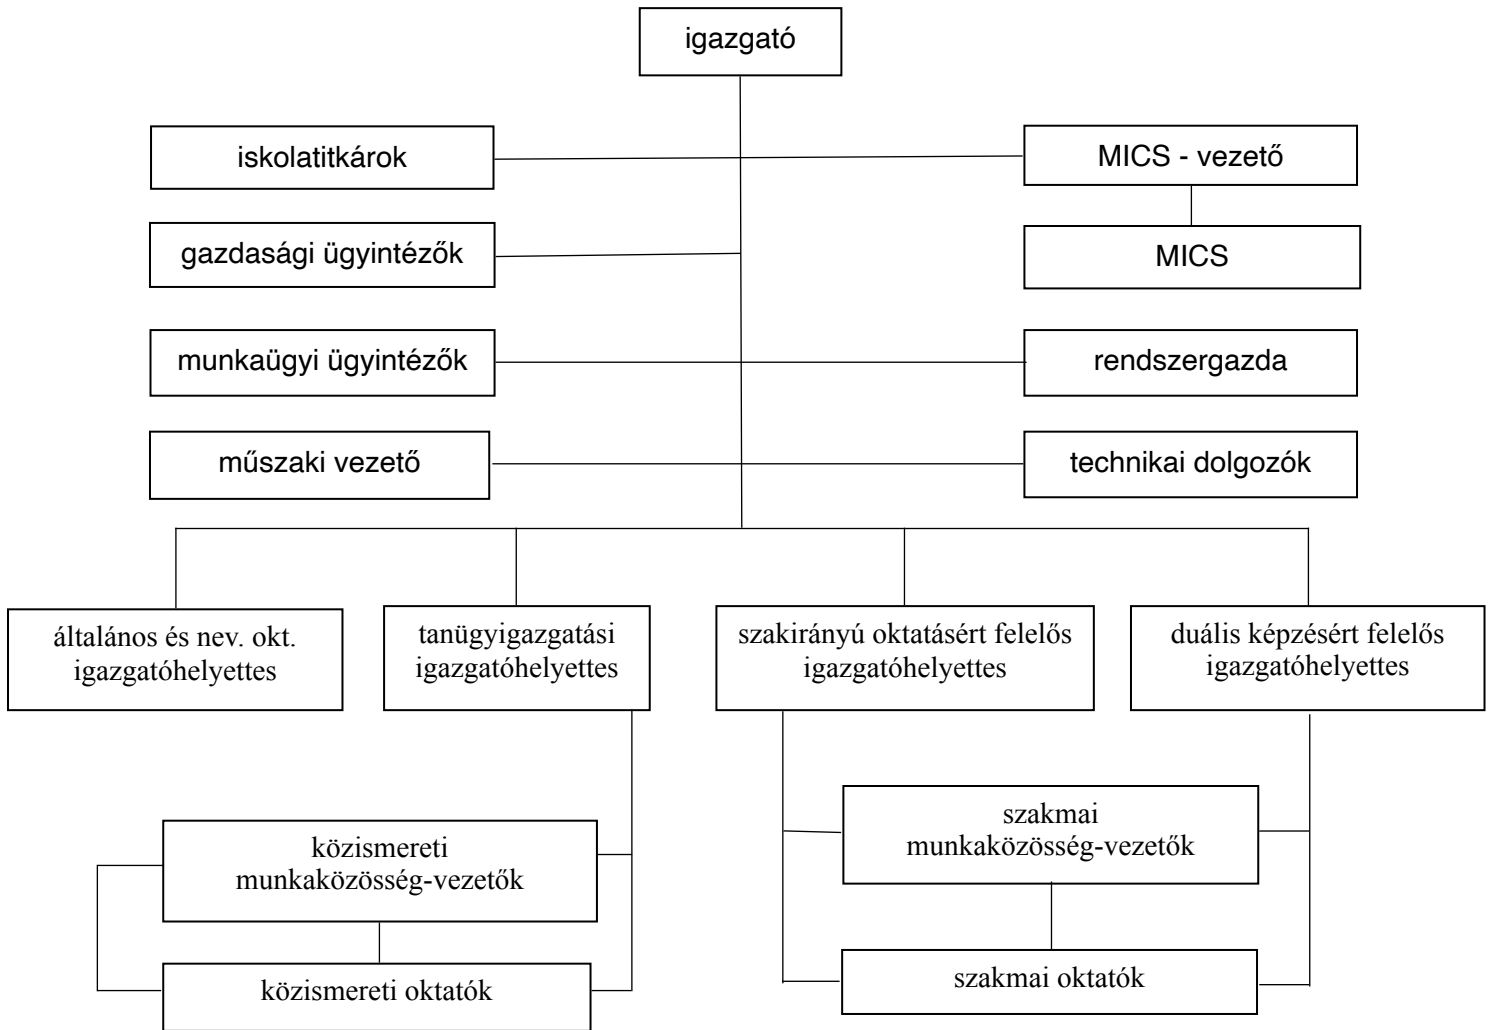 igazgató
iskolatitkárok
MICS - vezető
gazdasági ügyintézők
MICS
munkaügyi ügyintézők
rendszergazda
műszaki vezető
technikai dolgozók
általános és nev. okt.
igazgatóhelyettes
tanügyigazgatási
igazgatóhelyettes
szakirányú oktatásért felelős
igazgatóhelyettes
duális képzésért felelős
igazgatóhelyettes
közismereti
munkaközösség-vezetők
szakmai
munkaközösség-vezetők
közismereti oktatók
szakmai oktatók